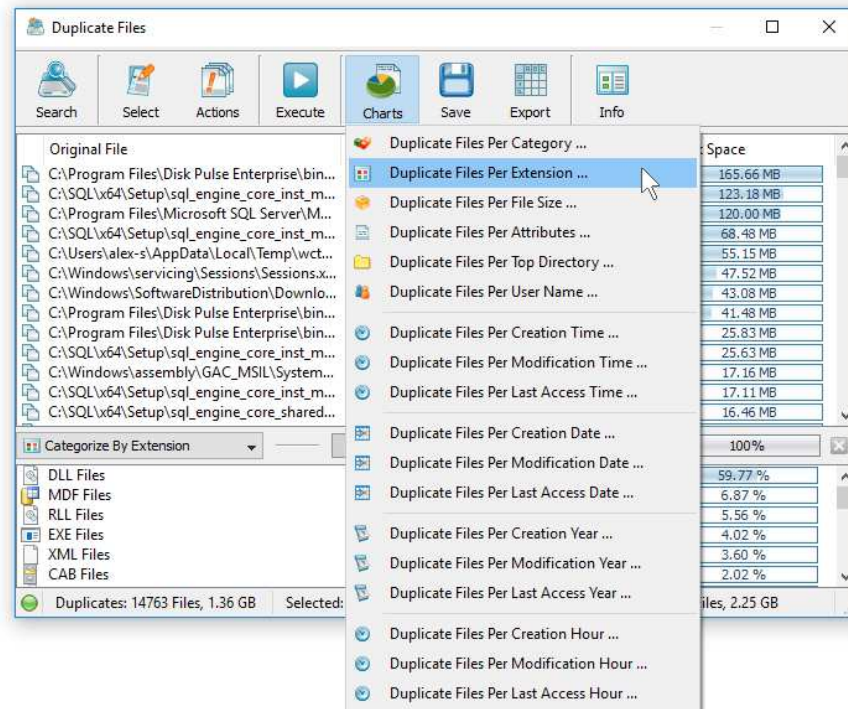 Duplicate Files
Search Select Actions Execute Charts Save Export Info
Original File
C:\Program Files\Disk Pulse Enterprise\bin...
C:\SQL\x64\Setup\sql_engine_core_inst_m...
C:\Program Files\Microsoft SQL Server\M...
C:\SQL\x64\Setup\sql_engine_core_inst_m...
C:\Users\alex-s\AppData\Local\Temp\wct...
C:\Windows\servicing\Sessions\Sessions.x...
C:\Windows\SoftwareDistribution\Downlo...
C:\Program Files\Disk Pulse Enterprise\bin...
C:\Program Files\Disk Pulse Enterprise\bin...
C:\SQL\x64\Setup\sql_engine_core_inst_m...
C:\Windows\assembly\GAC_MSIL\System...
C:\SQL\x64\Setup\sql_engine_core_inst_m...
C:\SQL\x64\Setup\sql_engine_core_shared...
Duplicate Files Per Category ...
Duplicate Files Per Extension ...
Duplicate Files Per File Size ...
Duplicate Files Per Attributes ...
Duplicate Files Per Top Directory ...
Duplicate Files Per User Name ...
Duplicate Files Per Creation Time ...
Duplicate Files Per Modification Time ...
Duplicate Files Per Last Access Time ...
Duplicate Files Per Creation Date ...
Duplicate Files Per Modification Date ...
Duplicate Files Per Last Access Date ...
Duplicate Files Per Creation Year ...
Duplicate Files Per Modification Year ...
Duplicate Files Per Last Access Year ...
Duplicate Files Per Creation Hour ...
Duplicate Files Per Modification Hour ...
Duplicate Files Per Last Access Hour ...
Space
165.66 MB
123.18 MB
120.00 MB
68.48 MB
55.15 MB
47.52 MB
43.08 MB
41.48 MB
25.83 MB
25.63 MB
17.16 MB
17.11 MB
16.46 MB
Categorize By Extension
100%
DLL Files
MDF Files
RLL Files
EXE Files
XML Files
CAB Files
59.77 %
6.87 %
5.56 %
4.02 %
3.60 %
2.02 %
Duplicates: 14763 Files, 1.36 GB Selected:
iles, 2.25 GB